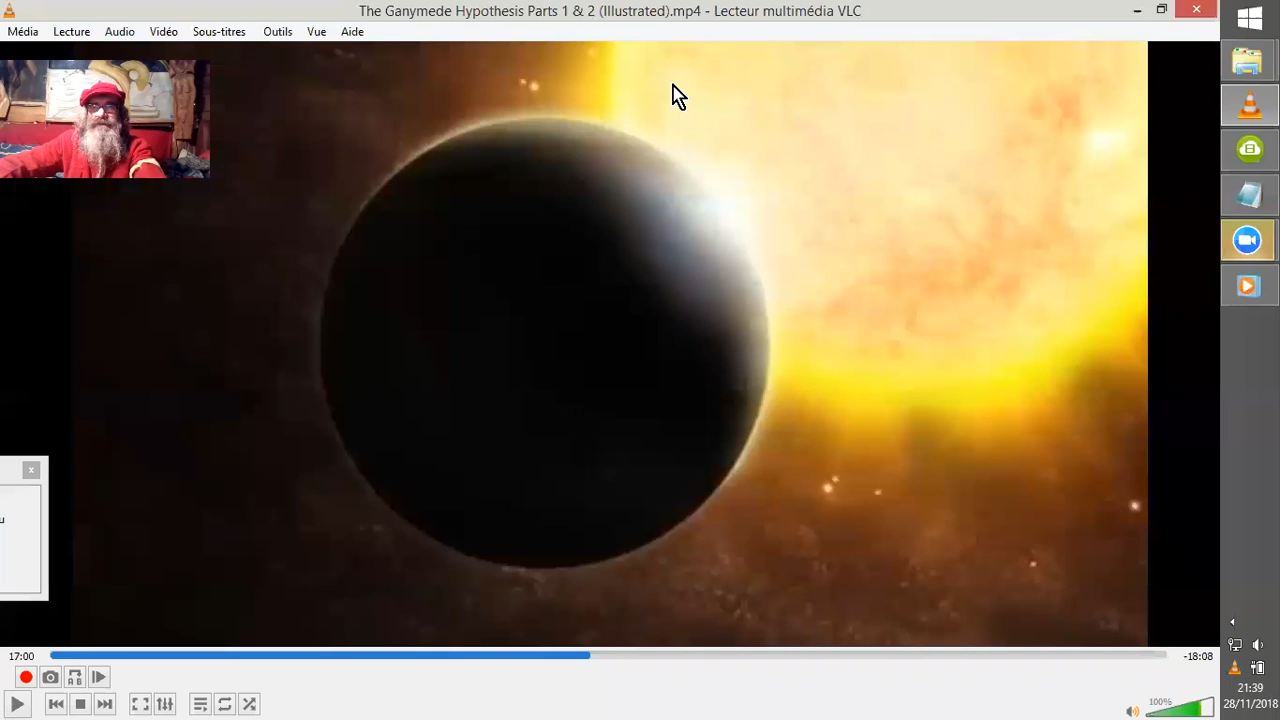 The Ganymede Hypothesis Parts 1 & 2 (Illustrated).mp4 - Lecteur multimédia VLC
Média Lecture Audio Vidéo Sous-titres Outils Vue Aide
x
u
17:00
-18:08
A B
100%
21:39
28/11/2018